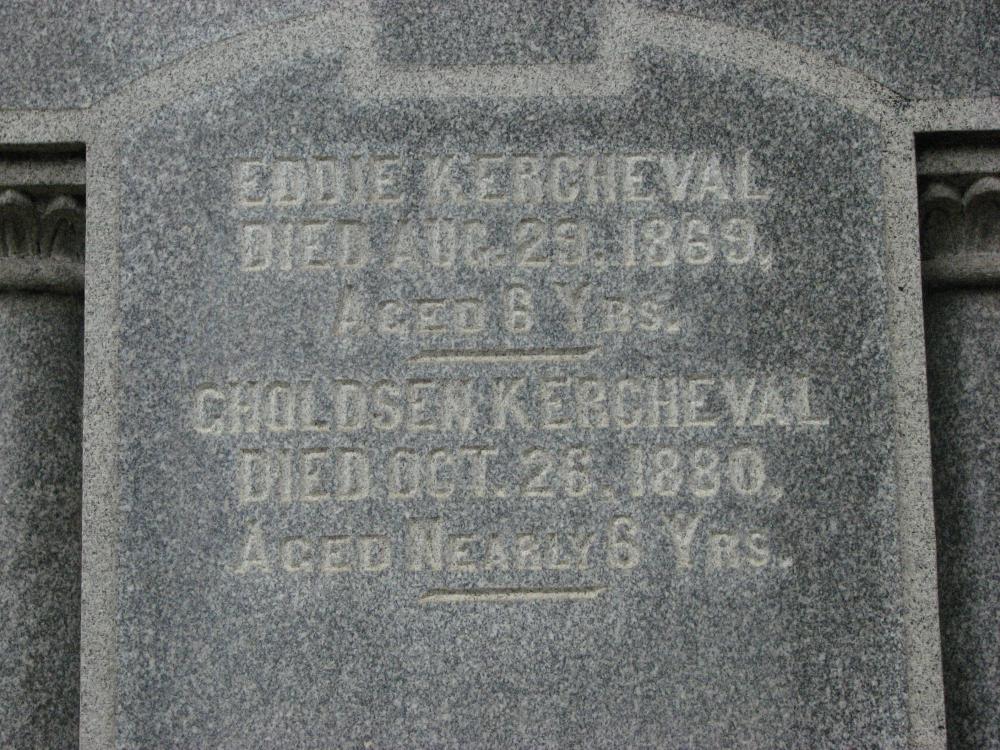 EDDIE KERCHEVAL
DIED AUG. 29. 1869,
AGED 6 YRS.
CHOLDSEN KERCHEVAL
DIED OCT. 26. 1880,
AGED NEARLY 6 YRS.